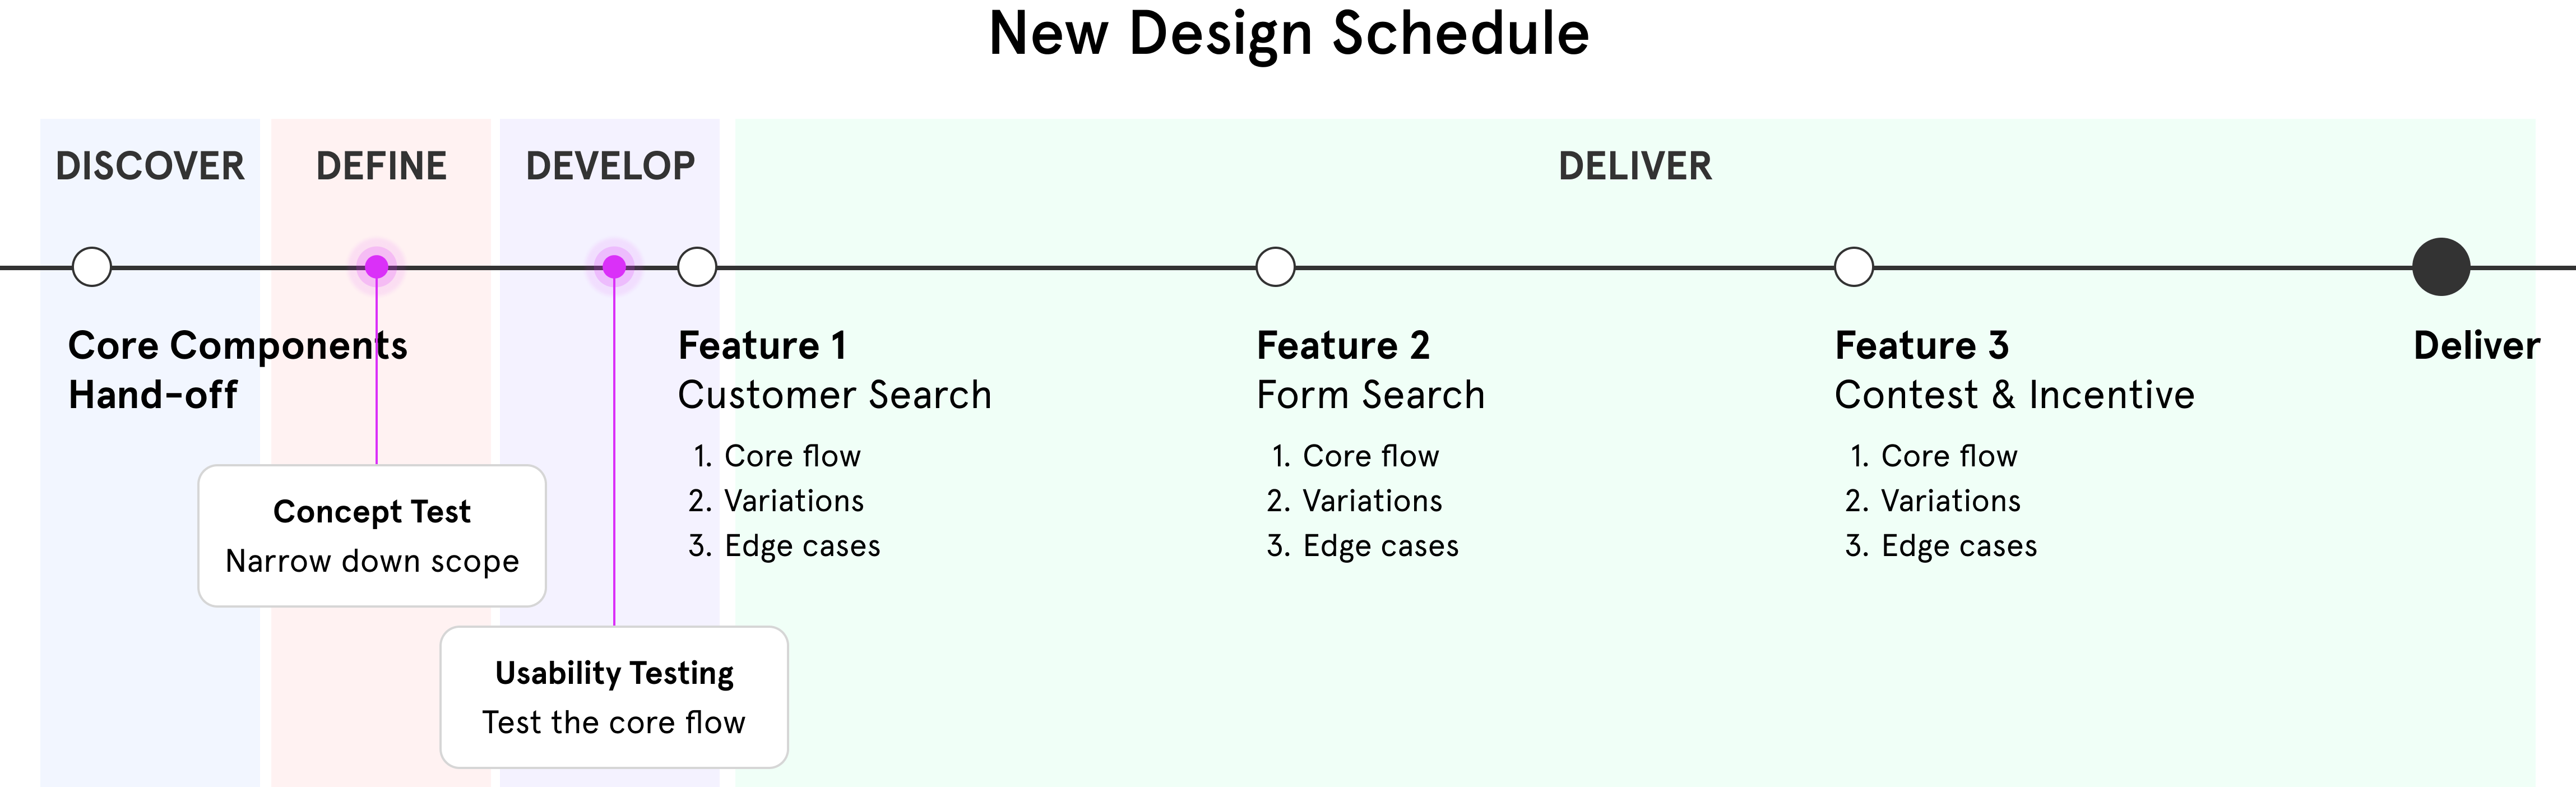 New Design Schedule
DISCOVER
DEFINE
DEVELOP
DELIVER
Core Components
Hand-off
Concept Test
Narrow down scope
Usability Testing
Test the core flow
Feature 1
Customer Search
1. Core flow
2. Variations
3. Edge cases
Feature 2
Form Search
1. Core flow
2. Variations
3. Edge cases
Feature 3
Contest & Incentive
1. Core flow
2. Variations
3. Edge cases
Deliver